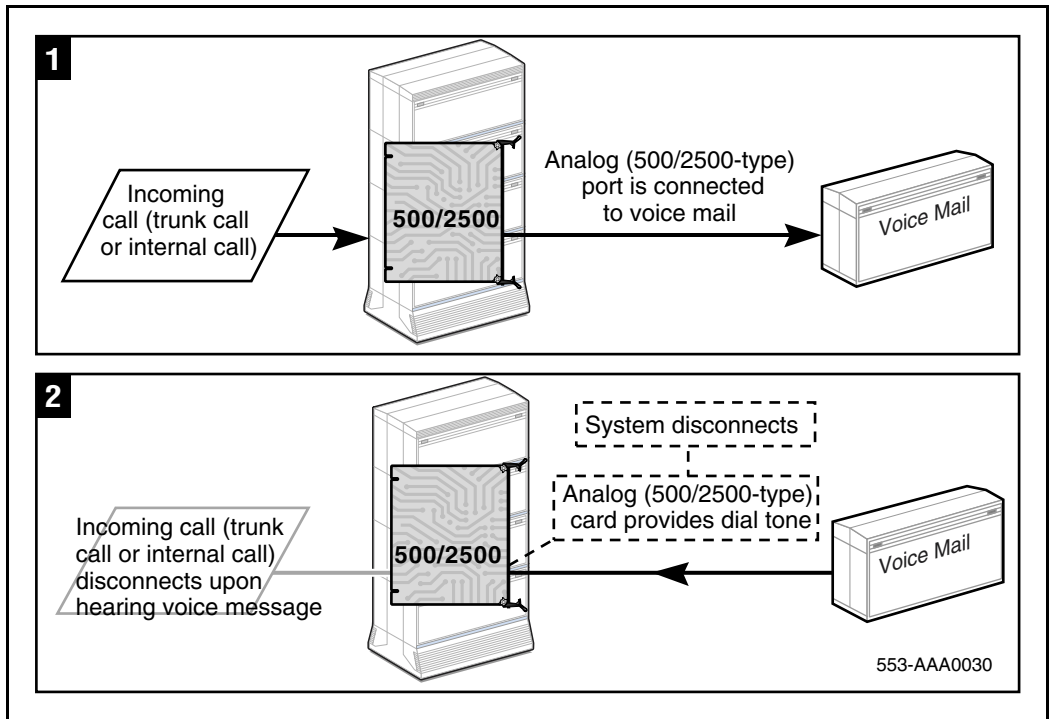 1
Incoming
call (trunk call
or internal call)
500/2500
Analog (500/2500-type)
port is connected
to voice mail
Voice Mail
2
Incoming call (trunk
call or internal call)
disconnects upon
hearing voice message
500/2500
System disconnects
Analog (500/2500-type)
card provides dial tone
Voice Mail
553-AAA0030